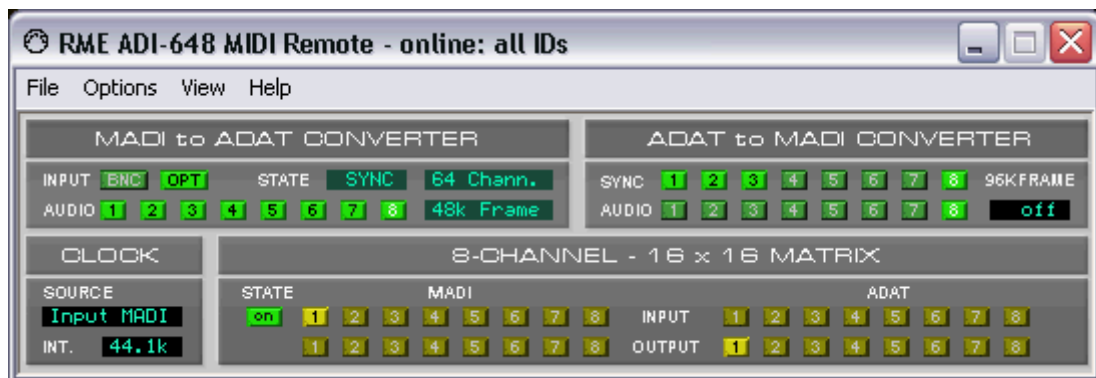 RME ADI-648 MIDI Remote - online: all IDs
File Options View Help
MADI to ADAT CONVERTER
INPUT BNC OPT STATE SYNC 64 Chann.
AUDIO 1 2 3 4 5 6 7 8 48k Frame
ADAT to MADI CONVERTER
SYNC 1 2 3 4 5 6 7 8 96KFRAME
AUDIO 1 2 3 4 5 6 7 8 off
CLOCK
SOURCE
Input MADI
INT. 44.1k
8-CHANNEL - 16 x 16 MATRIX
STATE MADI ADAT
on 1 2 3 4 5 6 7 8 INPUT 1 2 3 4 5 6 7 8
1 2 3 4 5 6 7 8 OUTPUT 1 2 3 4 5 6 7 8